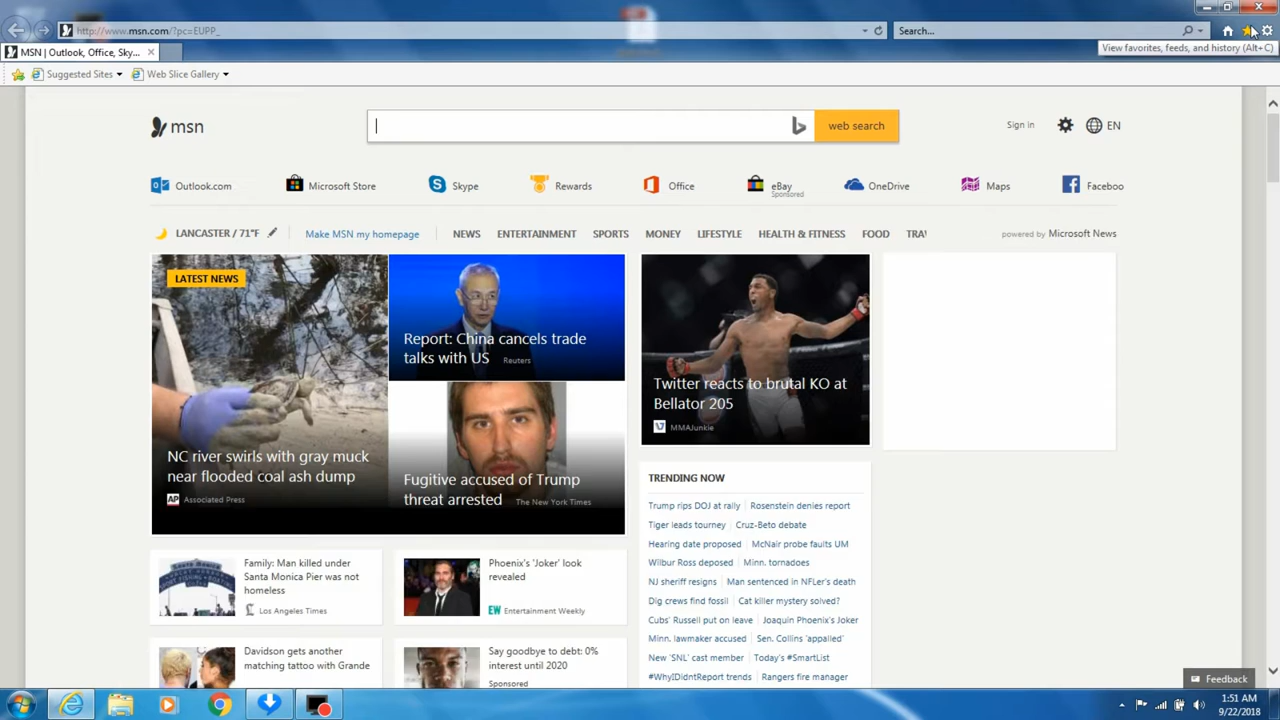 http://www.msn.com/?pc=EUPP_
Search...
View favorites, feeds, and history (Alt+C)
MSN | Outlook, Office, Sky...
Suggested Sites
Web Slice Gallery
msn
web search
Sign in
EN
Outlook.com
Microsoft Store
Skype
Rewards
Office
eBay
Sponsored
OneDrive
Maps
Faceboo
LANCASTER / 71°F
Make MSN my homepage
NEWS
ENTERTAINMENT
SPORTS
MONEY
LIFESTYLE
HEALTH & FITNESS
FOOD
TRA
powered by Microsoft News
LATEST NEWS
NC river swirls with gray muck
near flooded coal ash dump
AP Associated Press
Report: China cancels trade
talks with US Reuters
Fugitive accused of Trump
threat arrested The New York Times
Twitter reacts to brutal KO at
Bellator 205
MMAJunkie
TRENDING NOW
Trump rips DOJ at rally
Rosenstein denies report
Tiger leads tourney
Cruz-Beto debate
Hearing date proposed
McNair probe faults UM
Wilbur Ross deposed
Minn. tornadoes
NJ sheriff resigns
Man sentenced in NFLer's death
Dig crews find fossil
Cat killer mystery solved?
Cubs' Russell put on leave
Joaquin Phoenix's Joker
Minn. lawmaker accused
Sen. Collins 'appalled'
New 'SNL' cast member
Today's #SmartList
#WhyIDidntReport trends
Rangers fire manager
Family: Man killed under
Santa Monica Pier was not
homeless
Los Angeles Times
Phoenix's 'Joker' look
revealed
EW Entertainment Weekly
Davidson gets another
matching tattoo with Grande
Say goodbye to debt: 0%
interest until 2020
Sponsored
Feedback
1:51 AM
9/22/2018